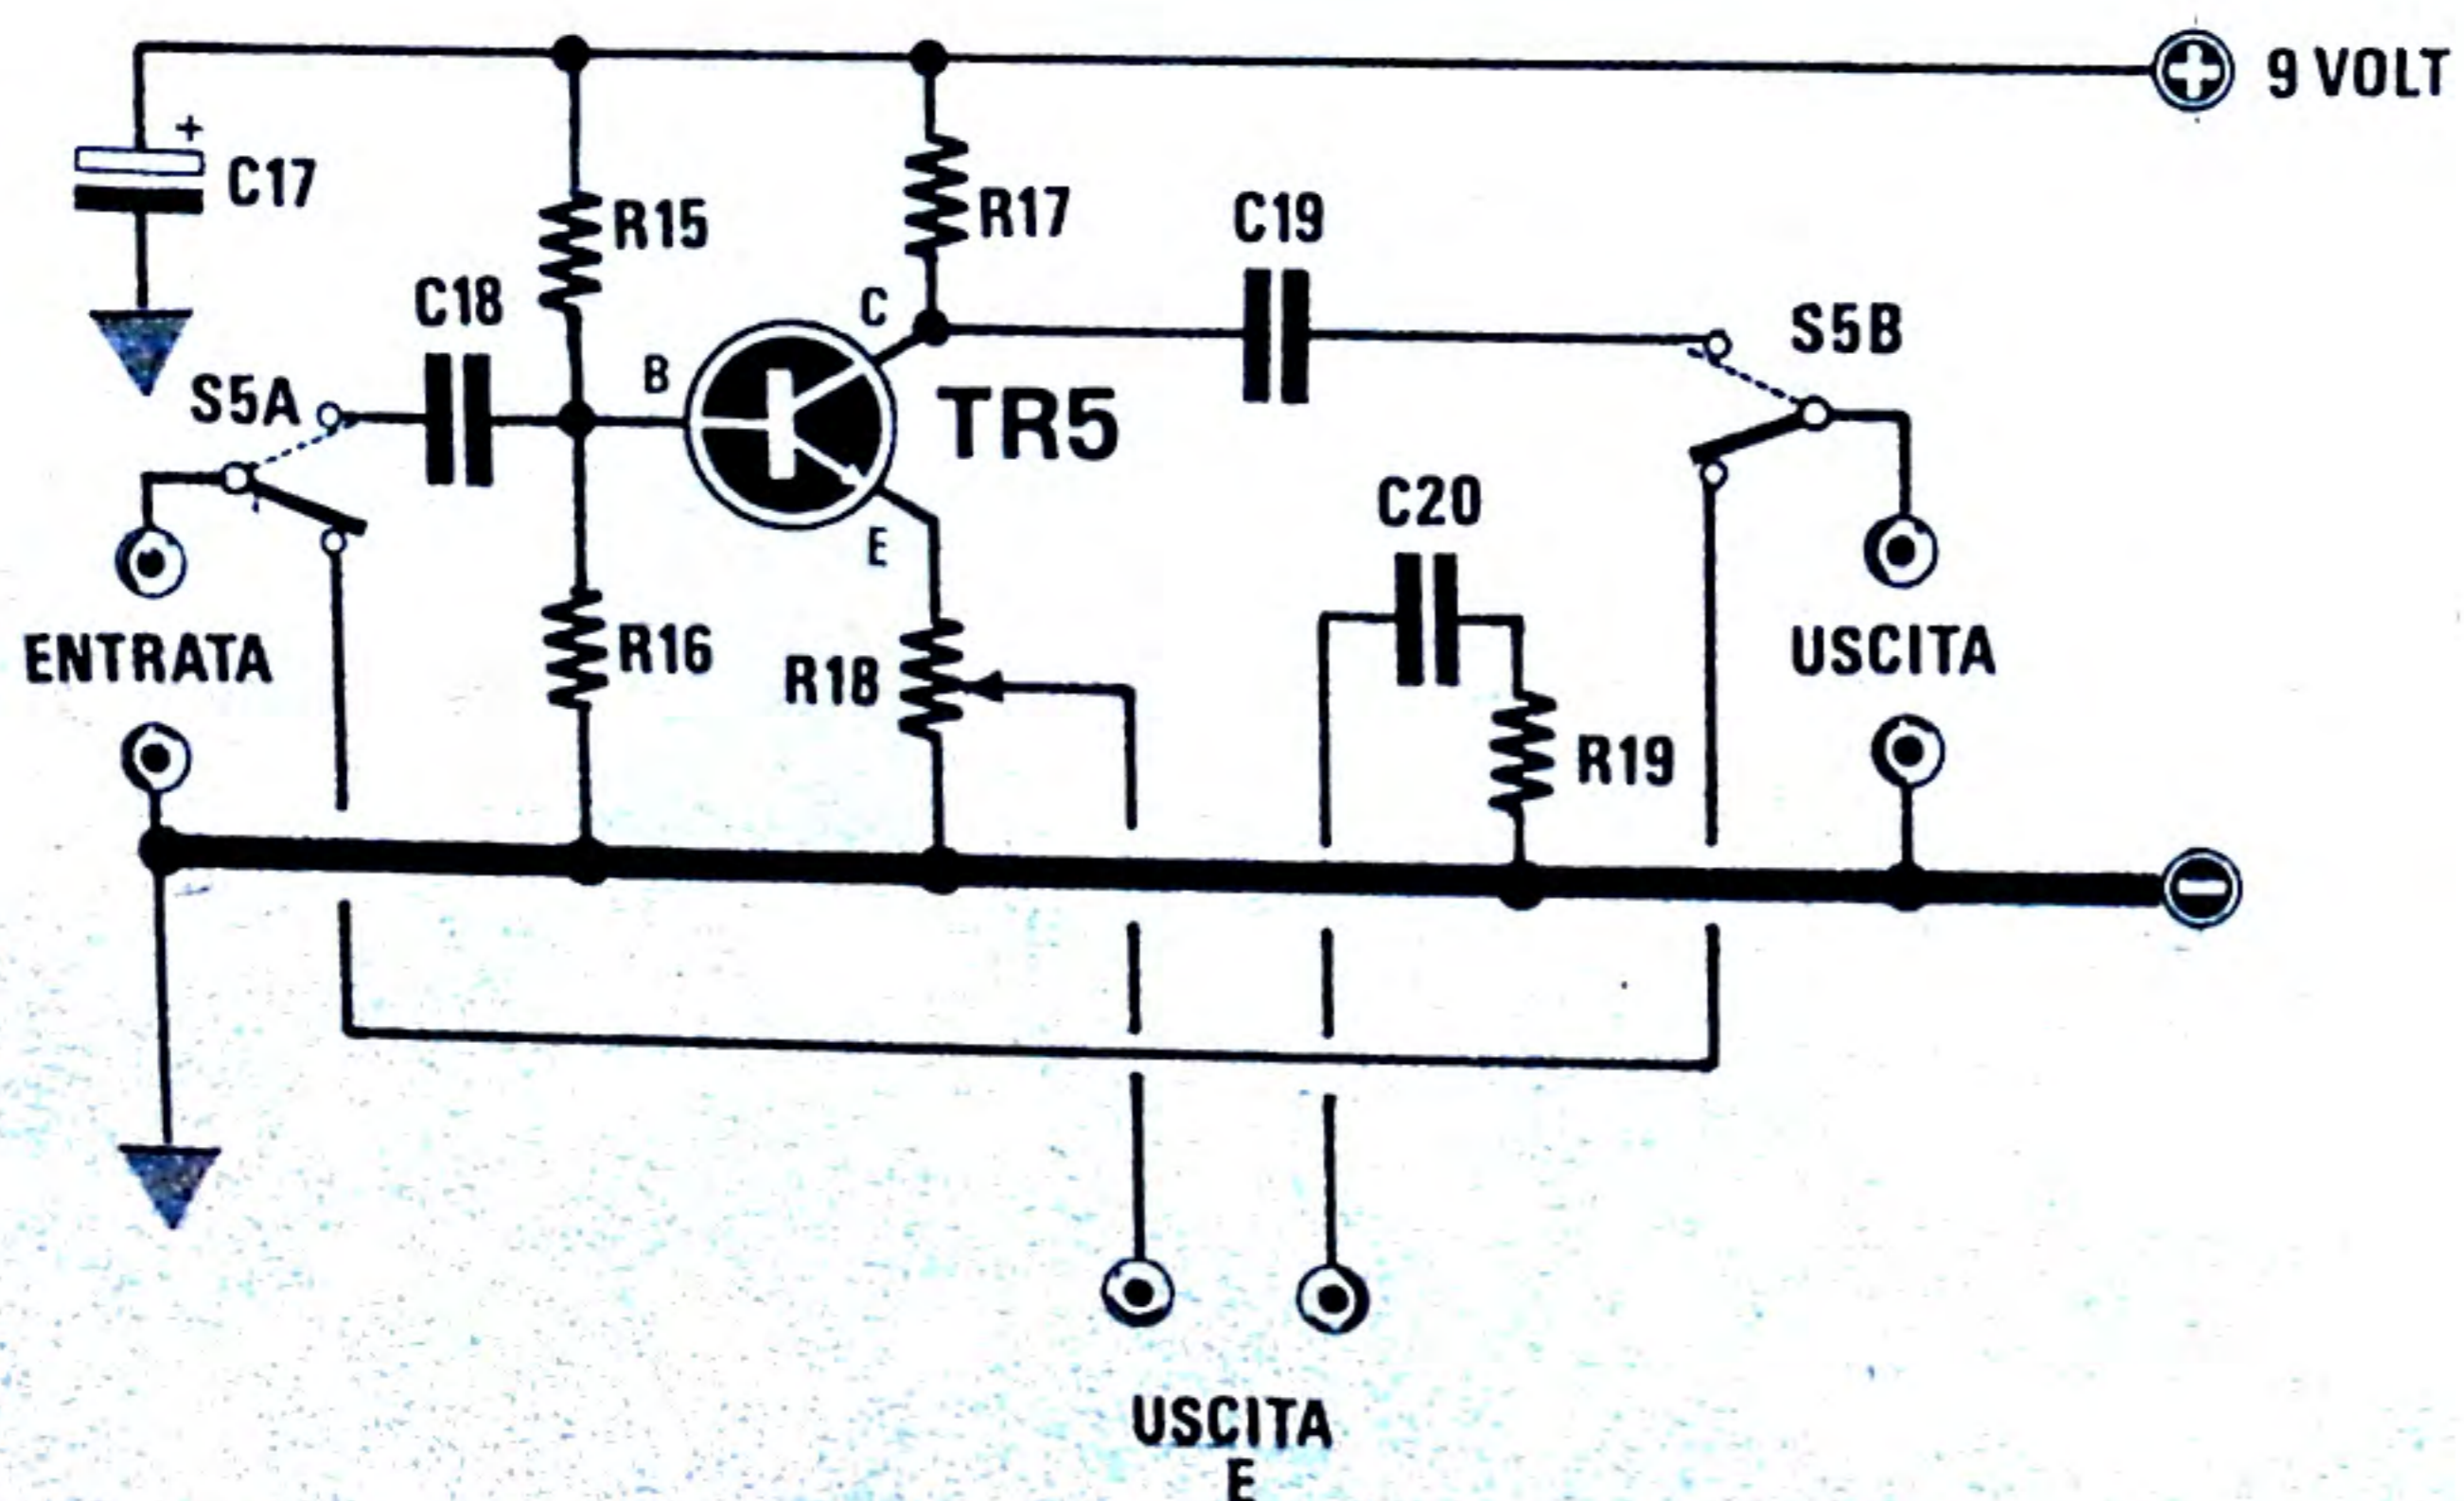 9 VOLT
+
C17
R15
R17
C19
C18
C
S5B
B
S5A
TR5
C20
E
ENTRATA
R16
R18
USCITA
R19
USCITA
E